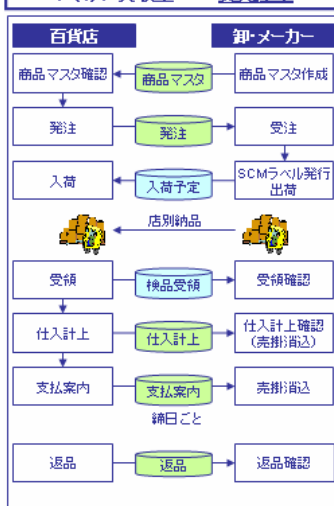 百貨店
卸・メーカー
商品マスタ確認
商品マスタ
商品マスタ作成
発注
発注
受注
入荷
入荷予定
SCMラベル発行
出荷
店別納品
受領
検品受領
受領確認
仕入計上
仕入計上
仕入計上確認
(売掛消込)
支払案内
支払案内
売掛消込
締日ごと
返品
返品
返品確認